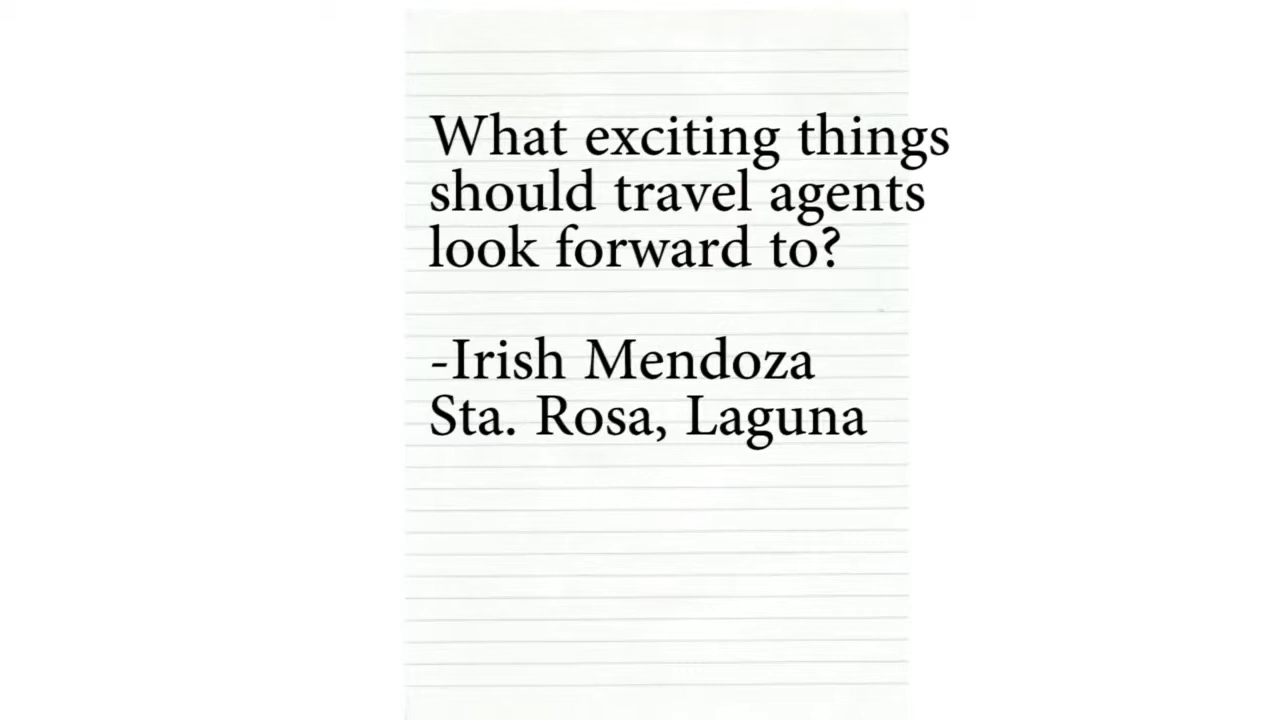 What exciting things
should travel agents
look forward to?
-Irish Mendoza
Sta. Rosa, Laguna